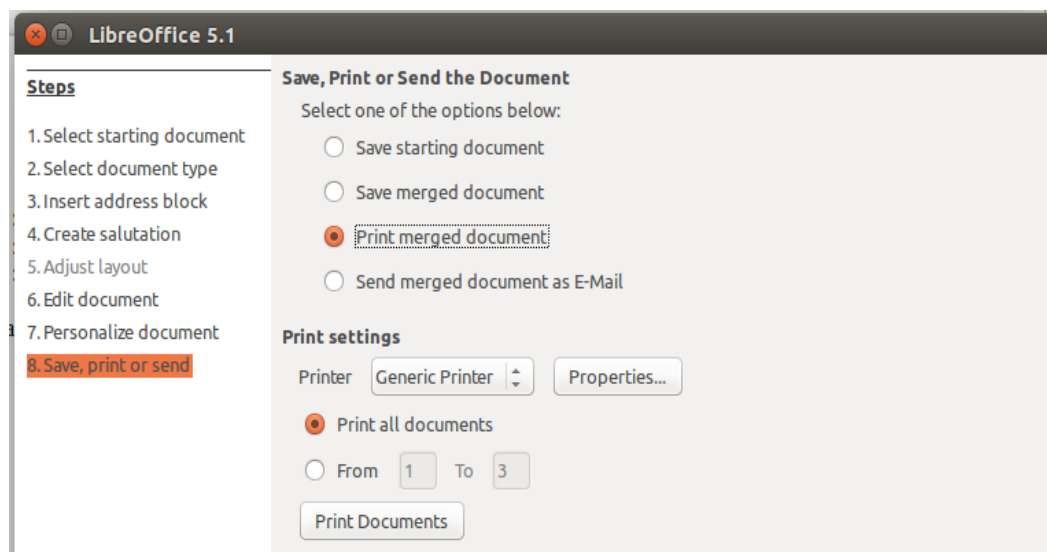 LibreOffice 5.1
Steps
1. Select starting document
2. Select document type
3. Insert address block
4. Create salutation
5. Adjust layout
6. Edit document
7. Personalize document
8. Save, print or send
Save, Print or Send the Document
Select one of the options below:
Save starting document
Save merged document
Print merged document
Send merged document as E-Mail
Print settings
Printer Generic Printer Properties...
Print all documents
From 1 To 3
Print Documents